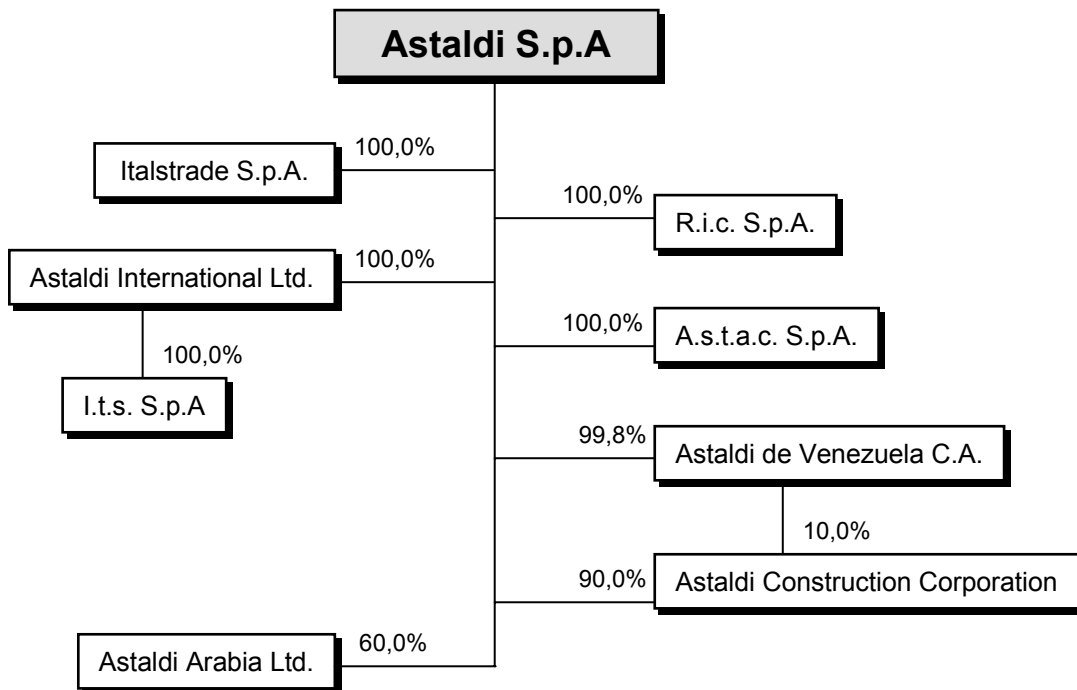 Astaldi S.p.A
100,0%
Italstrade S.p.A.
100,0%
R.i.c. S.p.A.
100,0%
Astaldi International Ltd.
100,0%
A.s.t.a.c. S.p.A.
100,0%
I.t.s. S.p.A
99,8%
Astaldi de Venezuela C.A.
10,0%
90,0%
Astaldi Construction Corporation
60,0%
Astaldi Arabia Ltd.